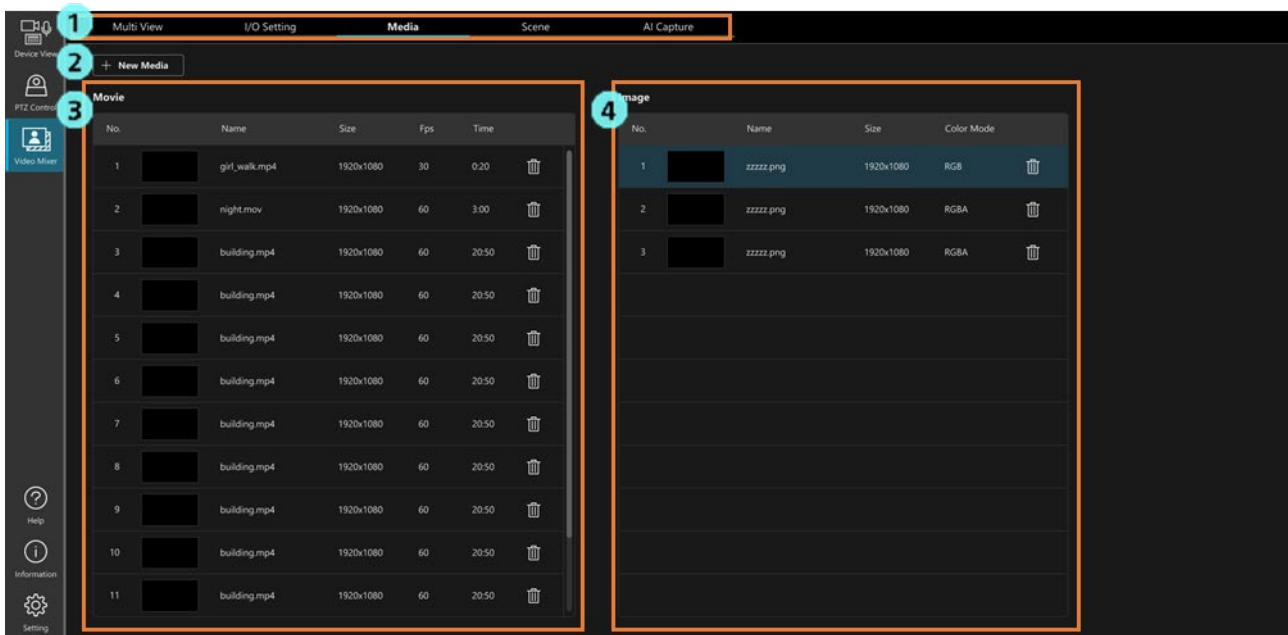 1 Multi View I/O Setting Media Scene AI Capture
Device View
PTZ Control
Video Mixer
Help
Information
Setting
2 + New Media
3 Movie
No. Name Size Fps Time
1 girl_walk.mp4 1920x1080 30 0:20
2 night.mov 1920x1080 60 3:00
3 building.mp4 1920x1080 60 20:50
4 building.mp4 1920x1080 60 20:50
5 building.mp4 1920x1080 60 20:50
6 building.mp4 1920x1080 60 20:50
7 building.mp4 1920x1080 60 20:50
8 building.mp4 1920x1080 60 20:50
9 building.mp4 1920x1080 60 20:50
10 building.mp4 1920x1080 60 20:50
11 building.mp4 1920x1080 60 20:50
4 Image
No. Name Size Color Mode
1 zzzzz.png 1920x1080 RGB
2 zzzzz.png 1920x1080 RGBA
3 zzzzz.png 1920x1080 RGBA